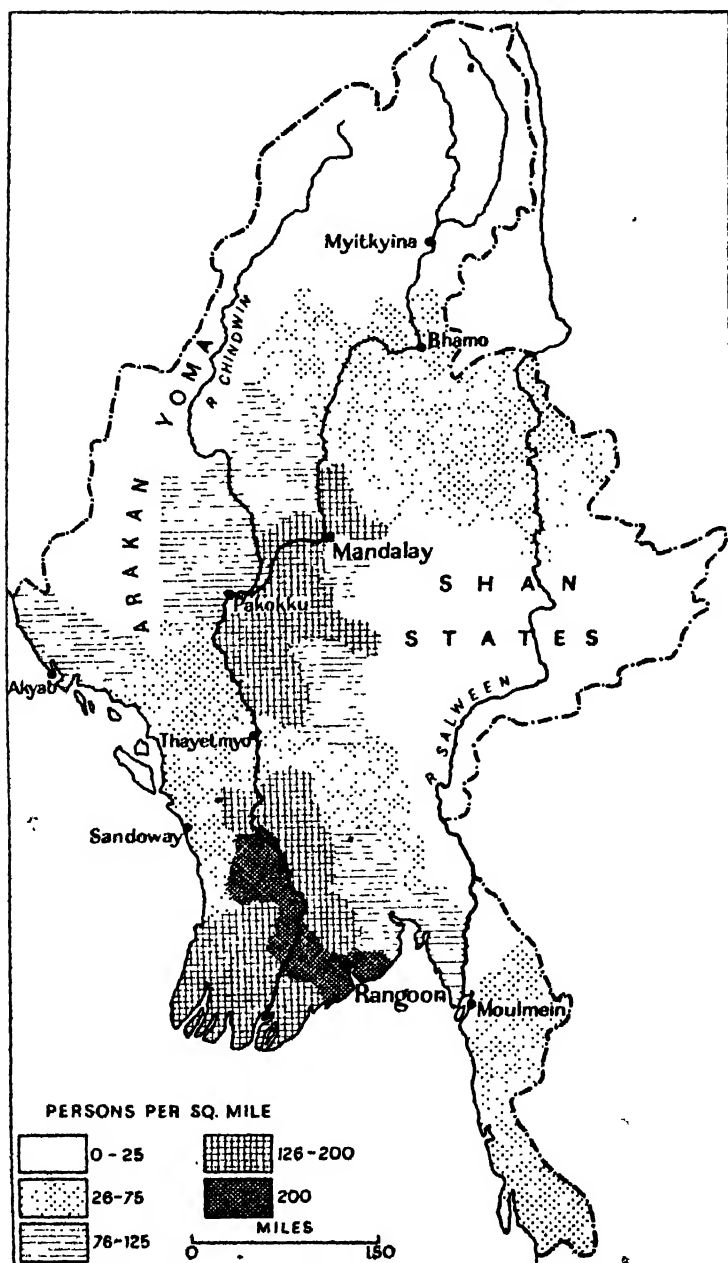 Myitkyina
Bhamo
R CHINDWIN
ARAKAN YOMA
Mandalay
SHAN
STATES
Pakokku
Akyab
Thayetmyo
R SALWEEN
Sandoway
Rangoon
Moulmein
PERSONS PER SQ. MILE
0-25
126-200
26-75
200
76-125
MILES
0 150